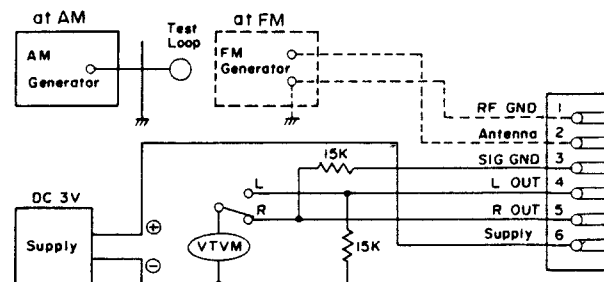 at AM
AM
Generator
Test
Loop
at FM
FM
Generator
RF GND 1
Antenna 2
15K
SIG GND 3
L
L OUT 4
R
R OUT 5
Supply 6
DC 3V
Supply
+
−
VTVM
15K